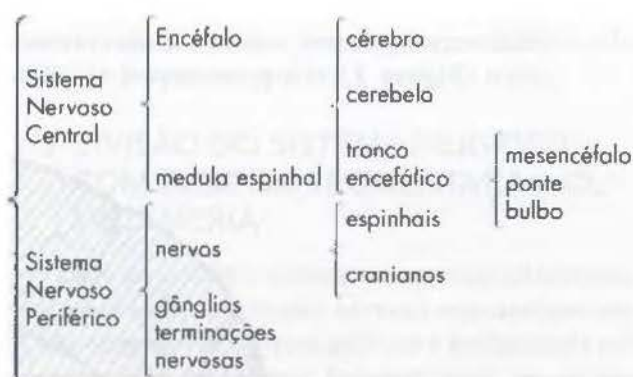 Encéfalo
cérebro
cerebelo
tronco
encefálico
mesencéfalo
ponte
bulbo
Sistema
Nervoso
Central
medula espinhal
espinhais
cranianos
nervos
Sistema
Nervoso
Periférico
gânglios
terminações
nervosas